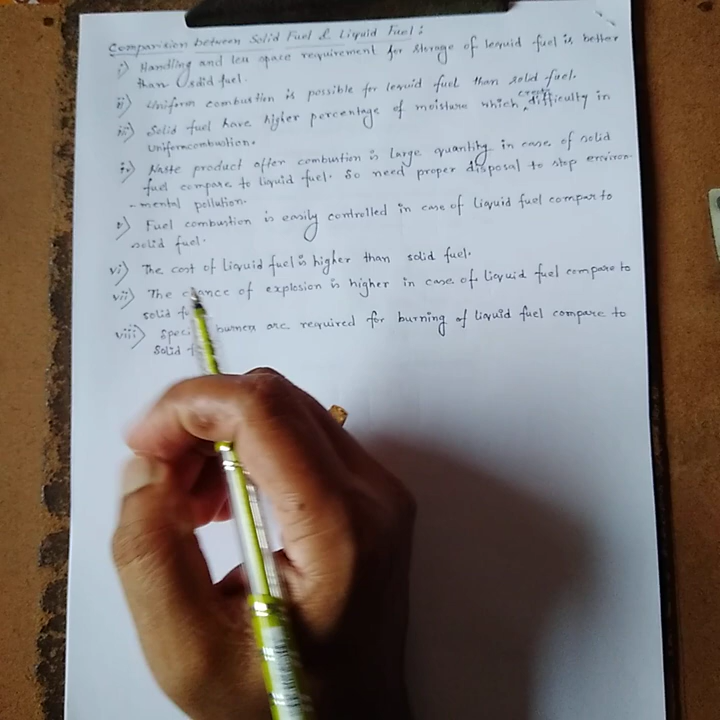 Comparision between Solid Fuel & Liquid Fuel :
i) Handling and less space requirement for storage of lequid fuel is better
than solid fuel.
ii) Uniform combustion is possible for lequid fuel than solid fuel.
iii) Solid fuel have higher percentage of moisture which create difficulty in
Uniform combustion.
iv) Waste product after combustion is large quantity in case of solid
fuel compare to liquid fuel. So need proper disposal to stop environ-
-mental pollution.
v) Fuel combustion is easily controlled in case of liquid fuel compar to
solid fuel.
vi) The cost of liquid fuel is higher than solid fuel.
vii) The chance of explosion is higher in case of liquid fuel compare to
solid
viii) burners are required for burning of liquid fuel compare to
solid